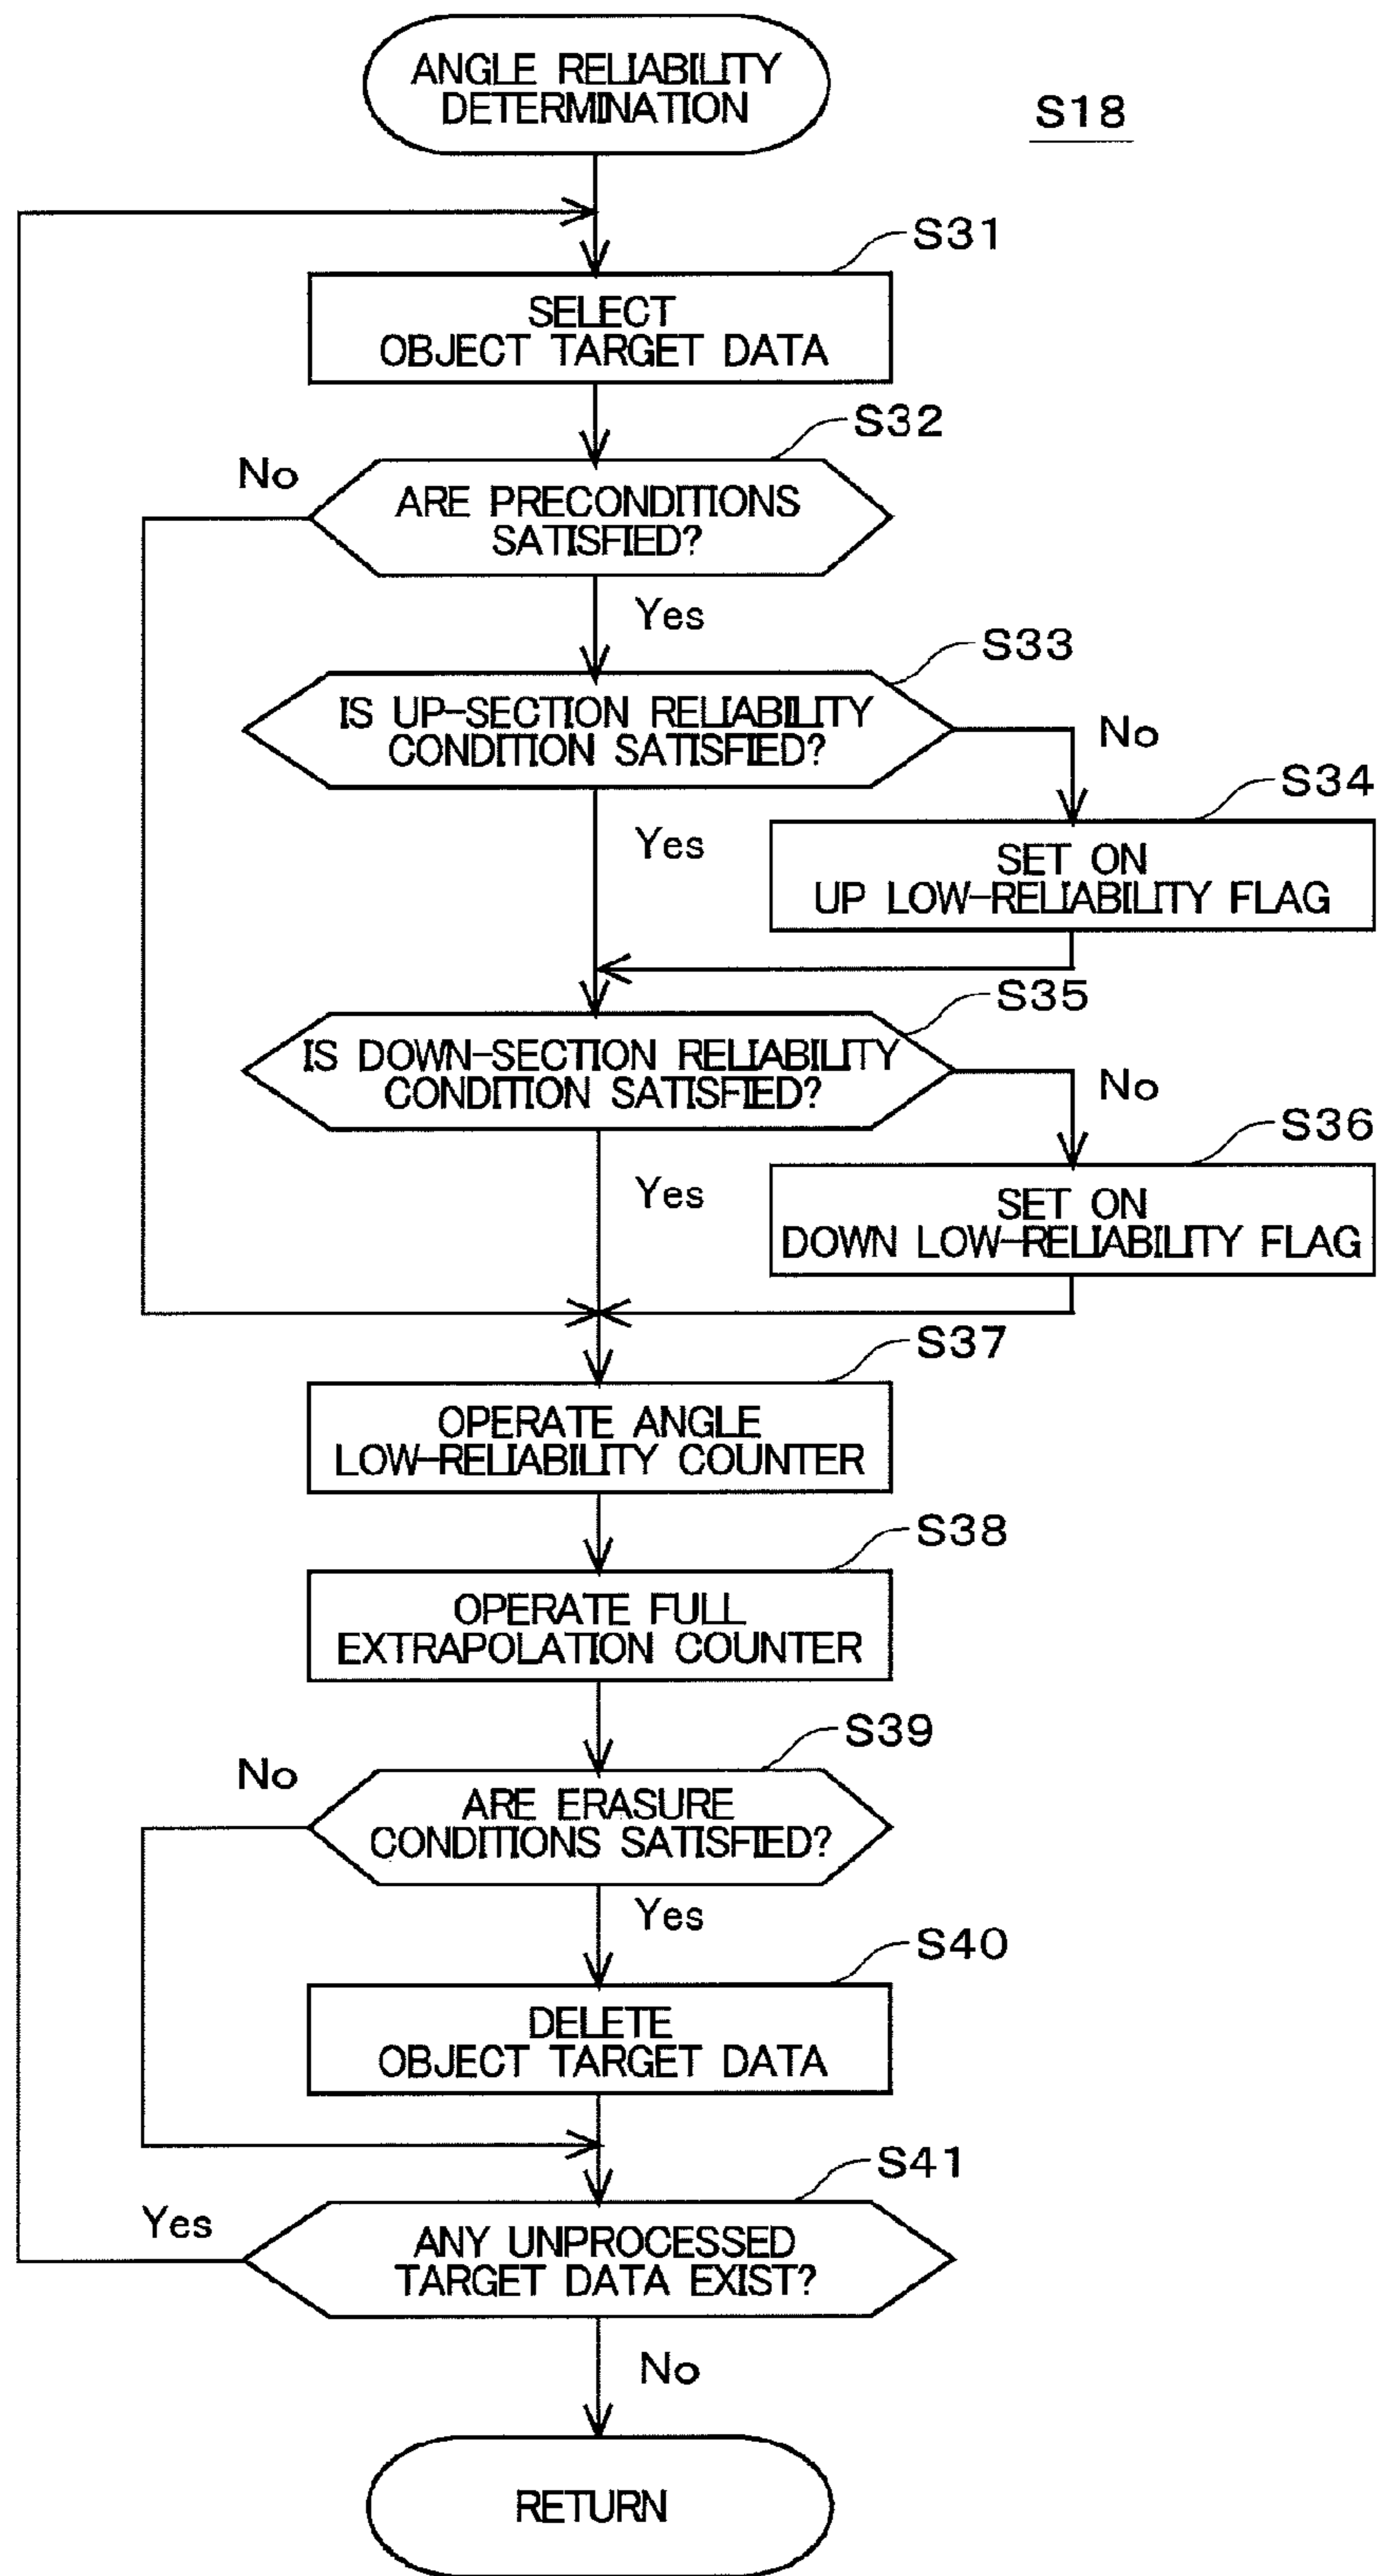 ANGLE RELIABILITY
DETERMINATION
S18
S31
SELECT
OBJECT TARGET DATA
S32
No
ARE PRECONDITIONS
SATISFIED?
Yes
S33
IS UP-SECTION RELIABILITY
CONDITION SATISFIED?
No
S34
Yes
SET ON
UP LOW-RELIABILITY FLAG
S35
IS DOWN-SECTION RELIABILITY
CONDITION SATISFIED?
No
S36
Yes
SET ON
DOWN LOW-RELIABILITY FLAG
S37
OPERATE ANGLE
LOW-RELIABILITY COUNTER
S38
OPERATE FULL
EXTRAPOLATION COUNTER
S39
No
ARE ERASURE
CONDITIONS SATISFIED?
Yes
S40
DELETE
OBJECT TARGET DATA
S41
Yes
ANY UNPROCESSED
TARGET DATA EXIST?
No
RETURN